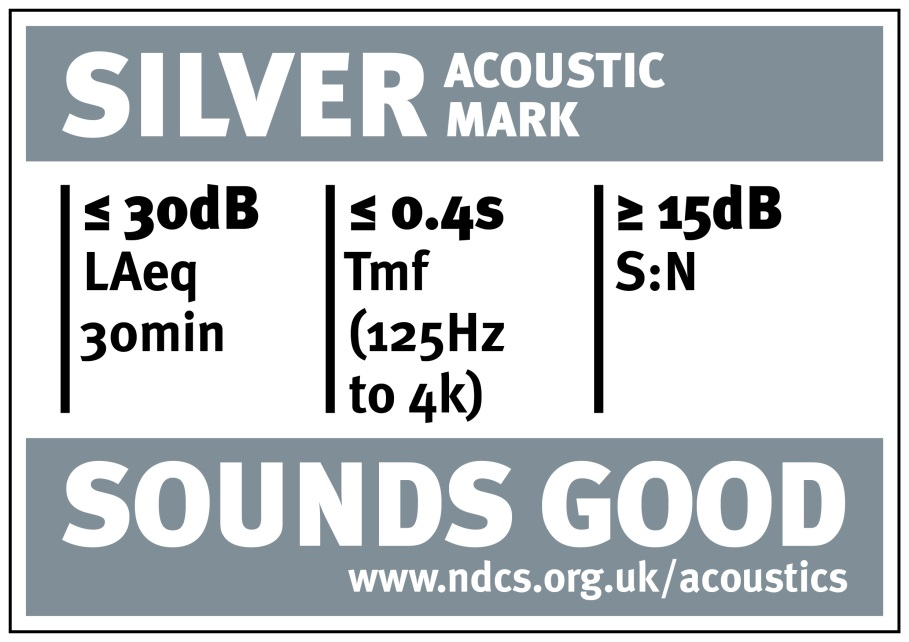 SILVER ACOUSTIC
MARK
≤ 30dB
LAeq
30min
≤ 0.4s
Tmf
(125Hz
to 4k)
≥ 15dB
S:N
SOUNDS GOOD
www.ndcs.org.uk/acoustics